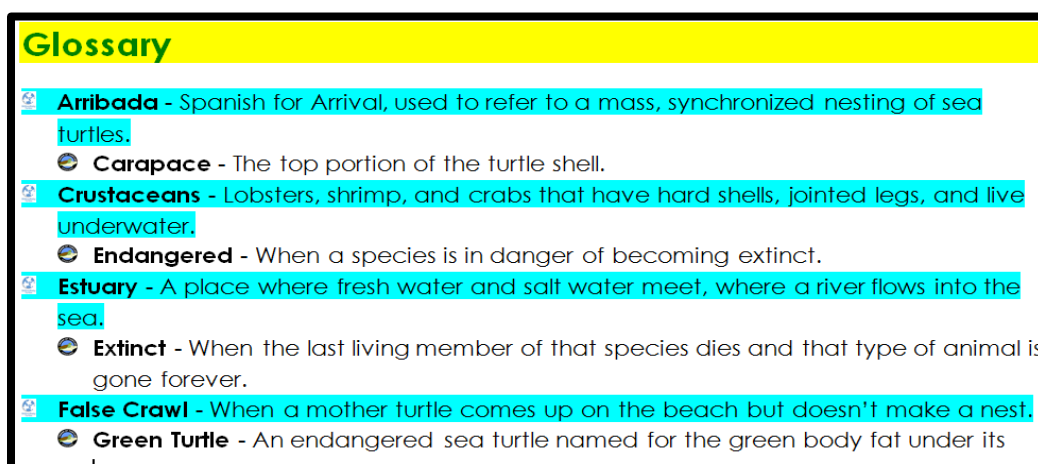 Glossary
Arribada - Spanish for Arrival, used to refer to a mass, synchronized nesting of sea
turtles.
Carapace - The top portion of the turtle shell.
Crustaceans - Lobsters, shrimp, and crabs that have hard shells, jointed legs, and live
underwater.
Endangered - When a species is in danger of becoming extinct.
Estuary - A place where fresh water and salt water meet, where a river flows into the
sea.
Extinct - When the last living member of that species dies and that type of animal is
gone forever.
False Crawl - When a mother turtle comes up on the beach but doesn’t make a nest.
Green Turtle - An endangered sea turtle named for the green body fat under its